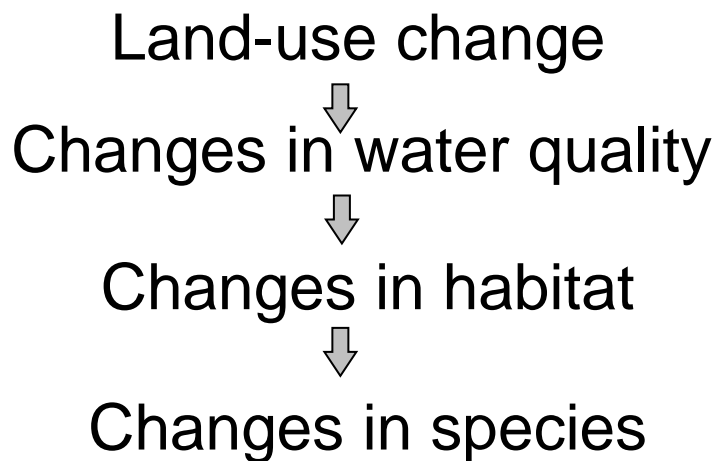 Land-use change
Changes in water quality
Changes in habitat
Changes in species